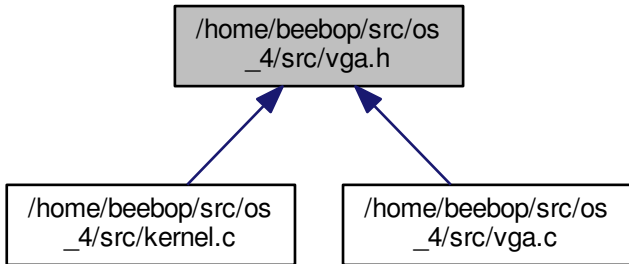 /home/beebop/src/os
_4/src/vga.h
/home/beebop/src/os
_4/src/kernel.c
/home/beebop/src/os
_4/src/vga.c